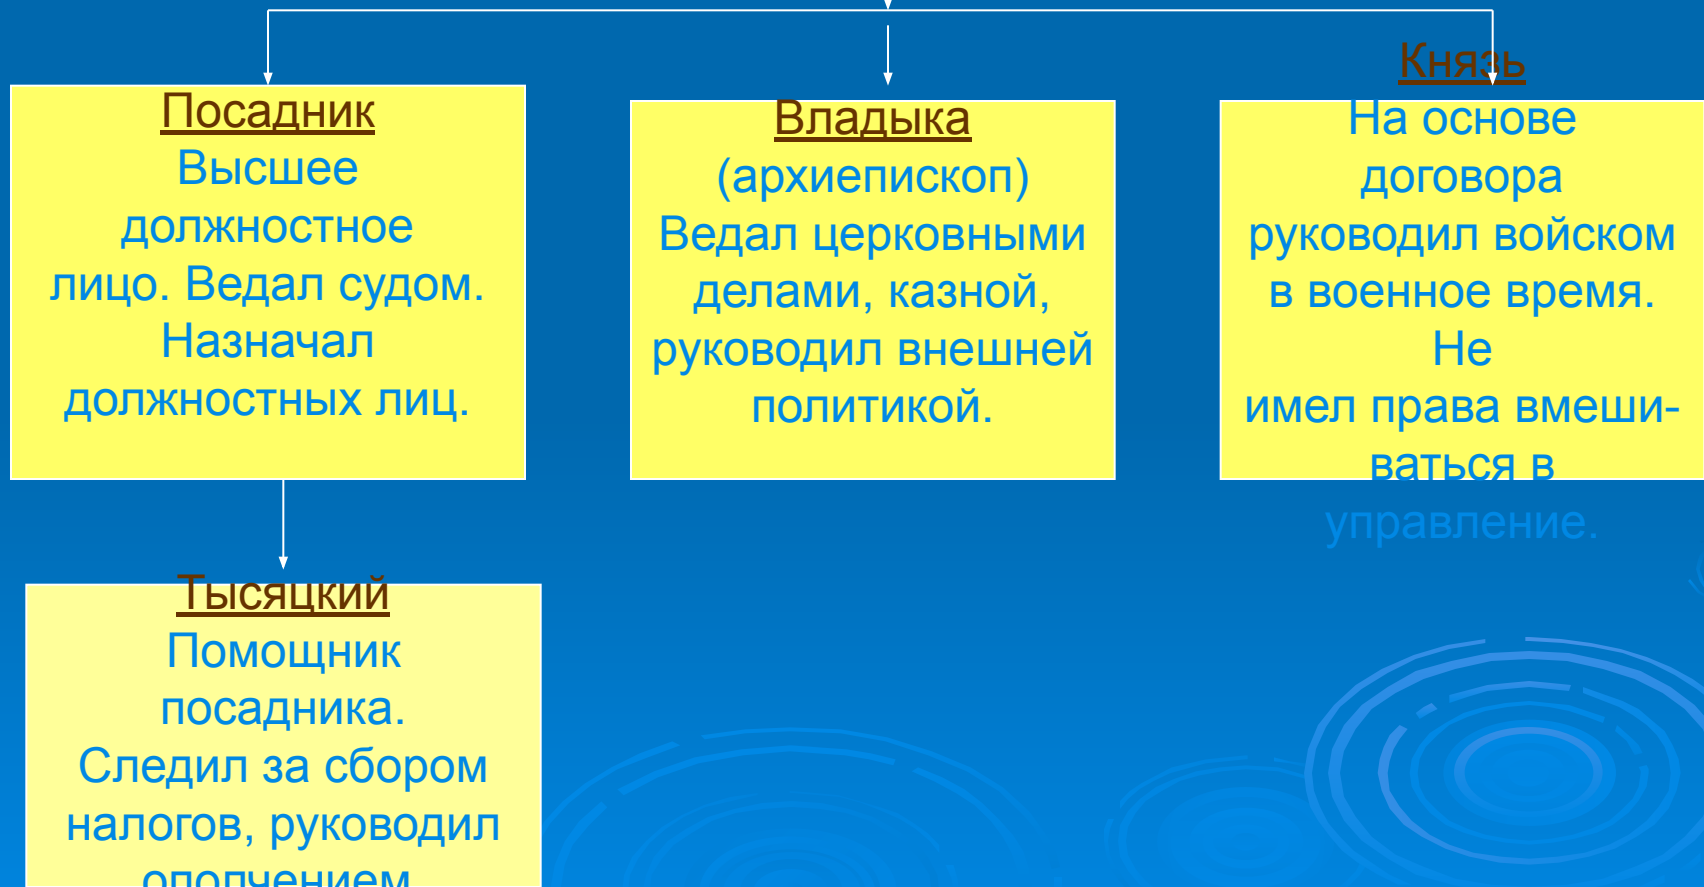 Посадник
Высшее
должностное
лицо. Ведал судом.
Назначал
должностных лиц.
Владыка
(архиепископ)
Ведал церковными
делами, казной,
руководил внешней
политикой.
Князь
На основе
договора
руководил войском
в военное время.
Не
имел права вмеши-
ваться в
управление.
Тысяцкий
Помощник
посадника.
Следил за сбором
налогов, руководил
ополчением